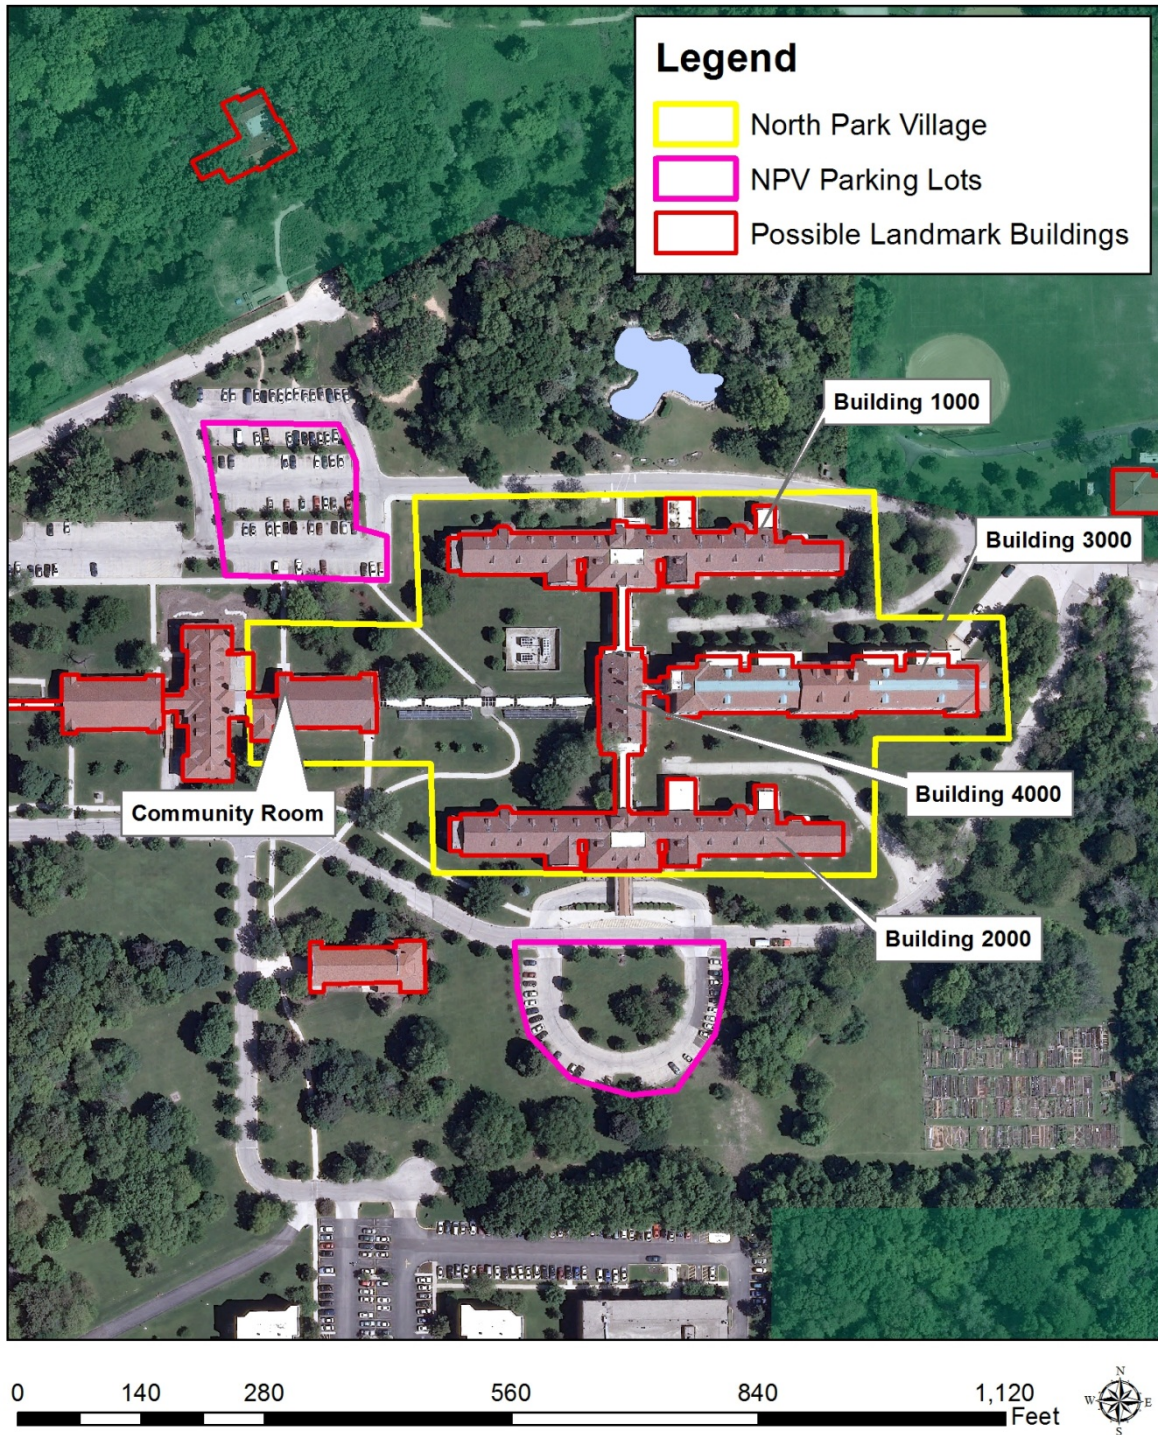 Legend
North Park Village
NPV Parking Lots
Possible Landmark Buildings
Building 1000
Building 3000
Building 4000
Community Room
Building 2000
0 140 280 560 840 1,120
Feet
N
W E
S